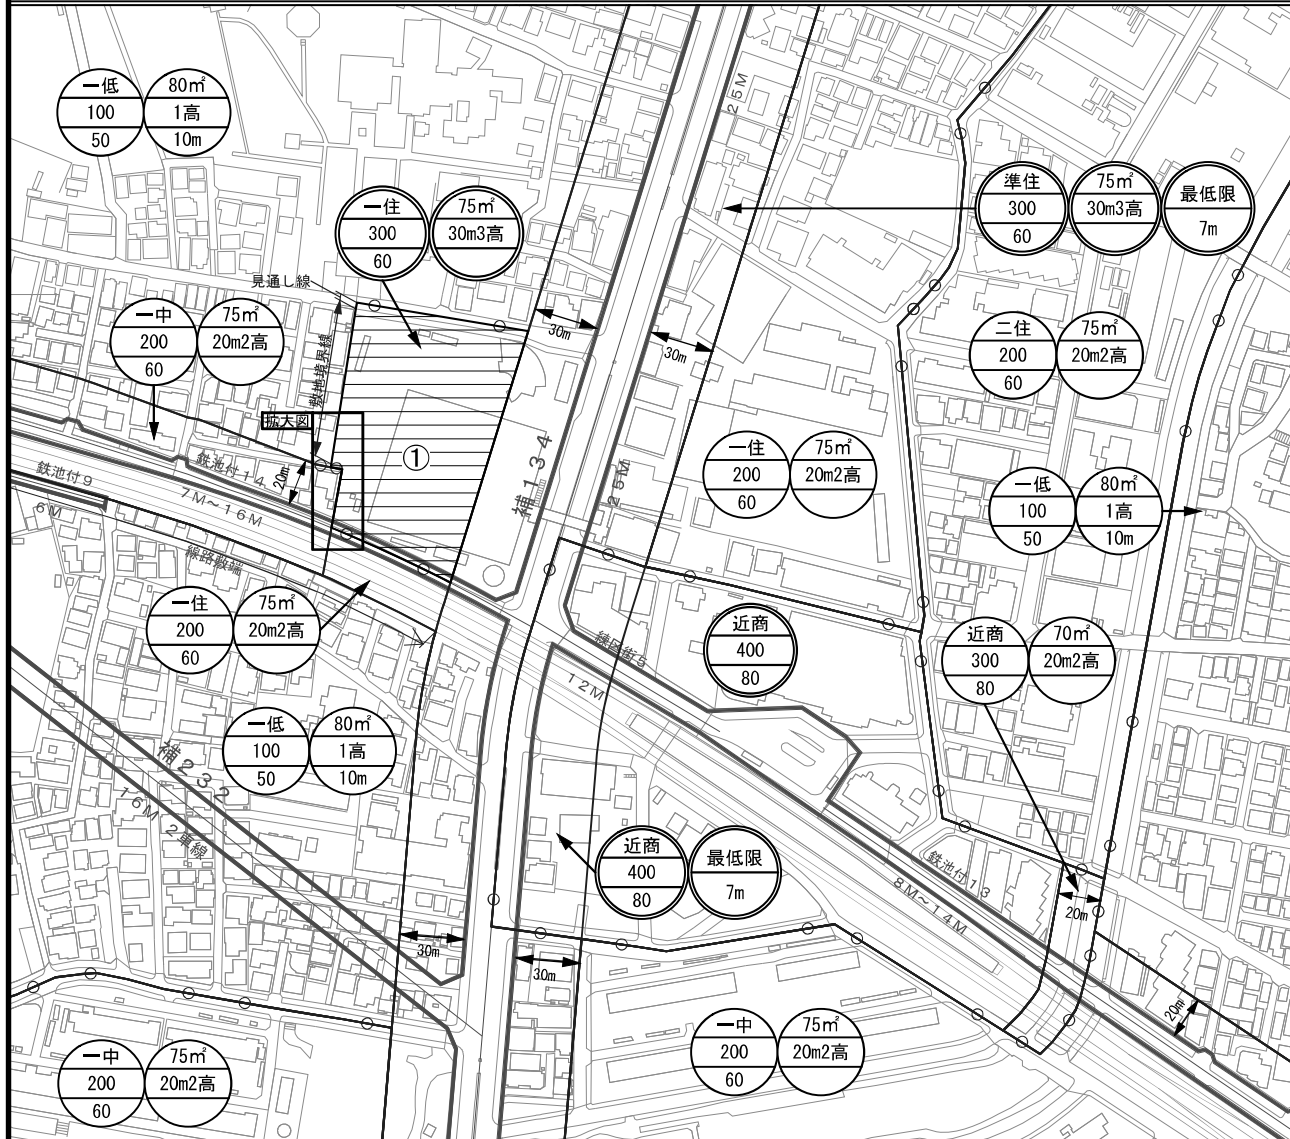 一低
100
50
80㎡
1高
10m
25M
一住
300
60
75㎡
30m3高
準住
300
60
75㎡
30m3高
最低限
7m
見通し線
一中
200
60
75㎡
20m2高
敷地境界線
30m
30m
二住
200
60
75㎡
20m2高
拡大図
①
補134
25M
一住
200
60
75㎡
20m2高
鉄池付9
鉄池付14
20m
7M～16M
6M
線路敷端
一低
100
50
80㎡
1高
10m
一住
200
60
75㎡
20m2高
近商
400
80
練区街5
12M
近商
300
80
70㎡
20m2高
一低
100
50
80㎡
1高
10m
補232
16M 2車線
近商
400
80
最低限
7m
鉄池付13
8M～14M
20m
30m
30m
20m
一中
200
60
75㎡
20m2高
一中
200
60
75㎡
20m2高